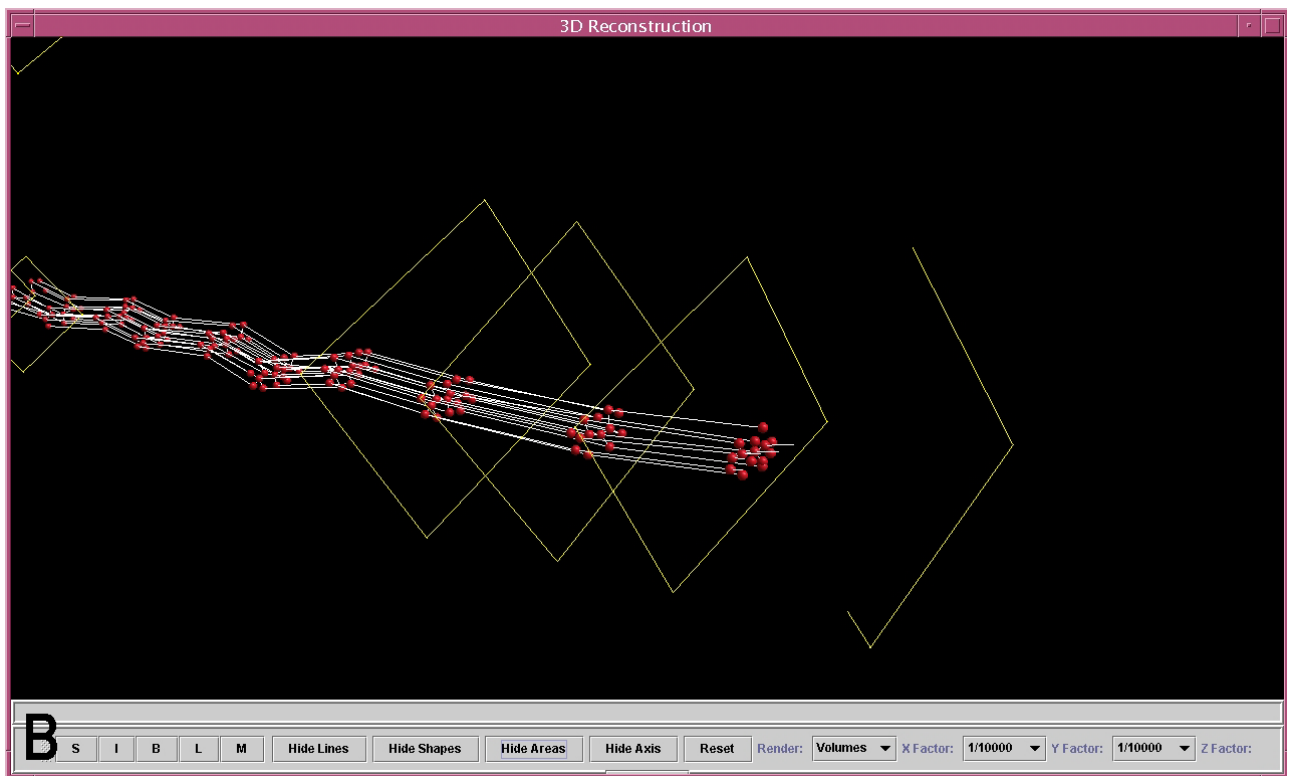 3D Reconstruction
B S I B L M Hide Lines Hide Shapes Hide Areas Hide Axis Reset Render: Volumes X Factor: 1/10000 Y Factor: 1/10000 Z Factor: